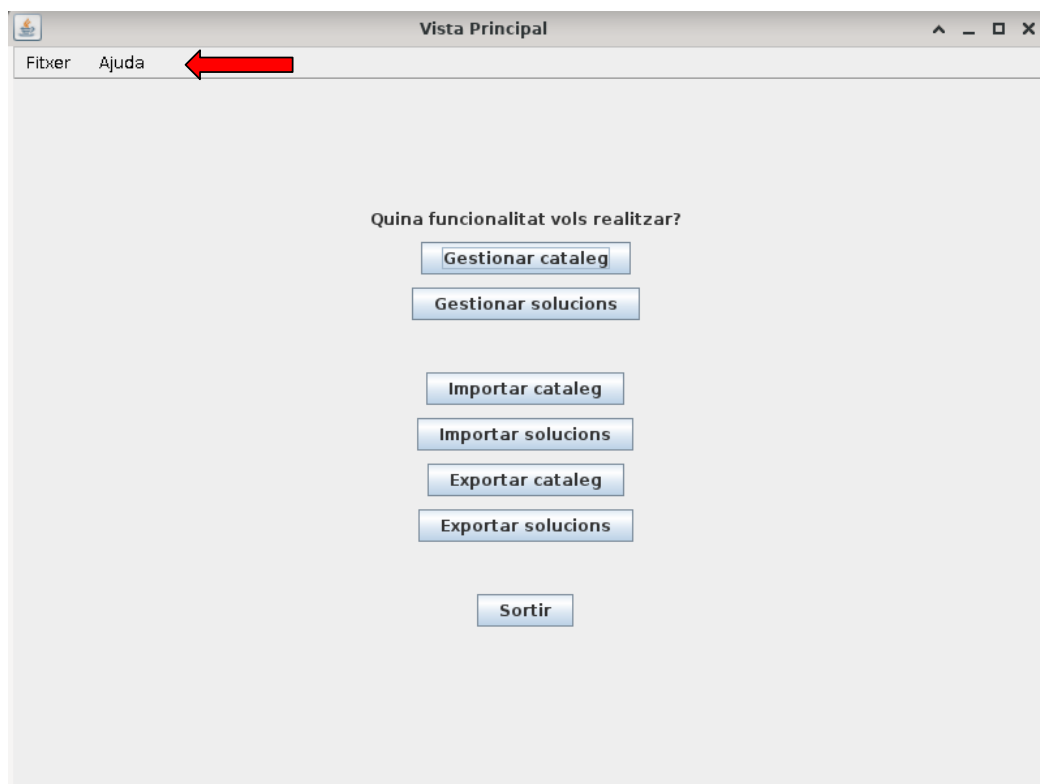 Vista Principal
Fitxer Ajuda
Quina funcionalitat vols realitzar?
Gestionar cataleg
Gestionar solucions
Importar cataleg
Importar solucions
Exportar cataleg
Exportar solucions
Sortir